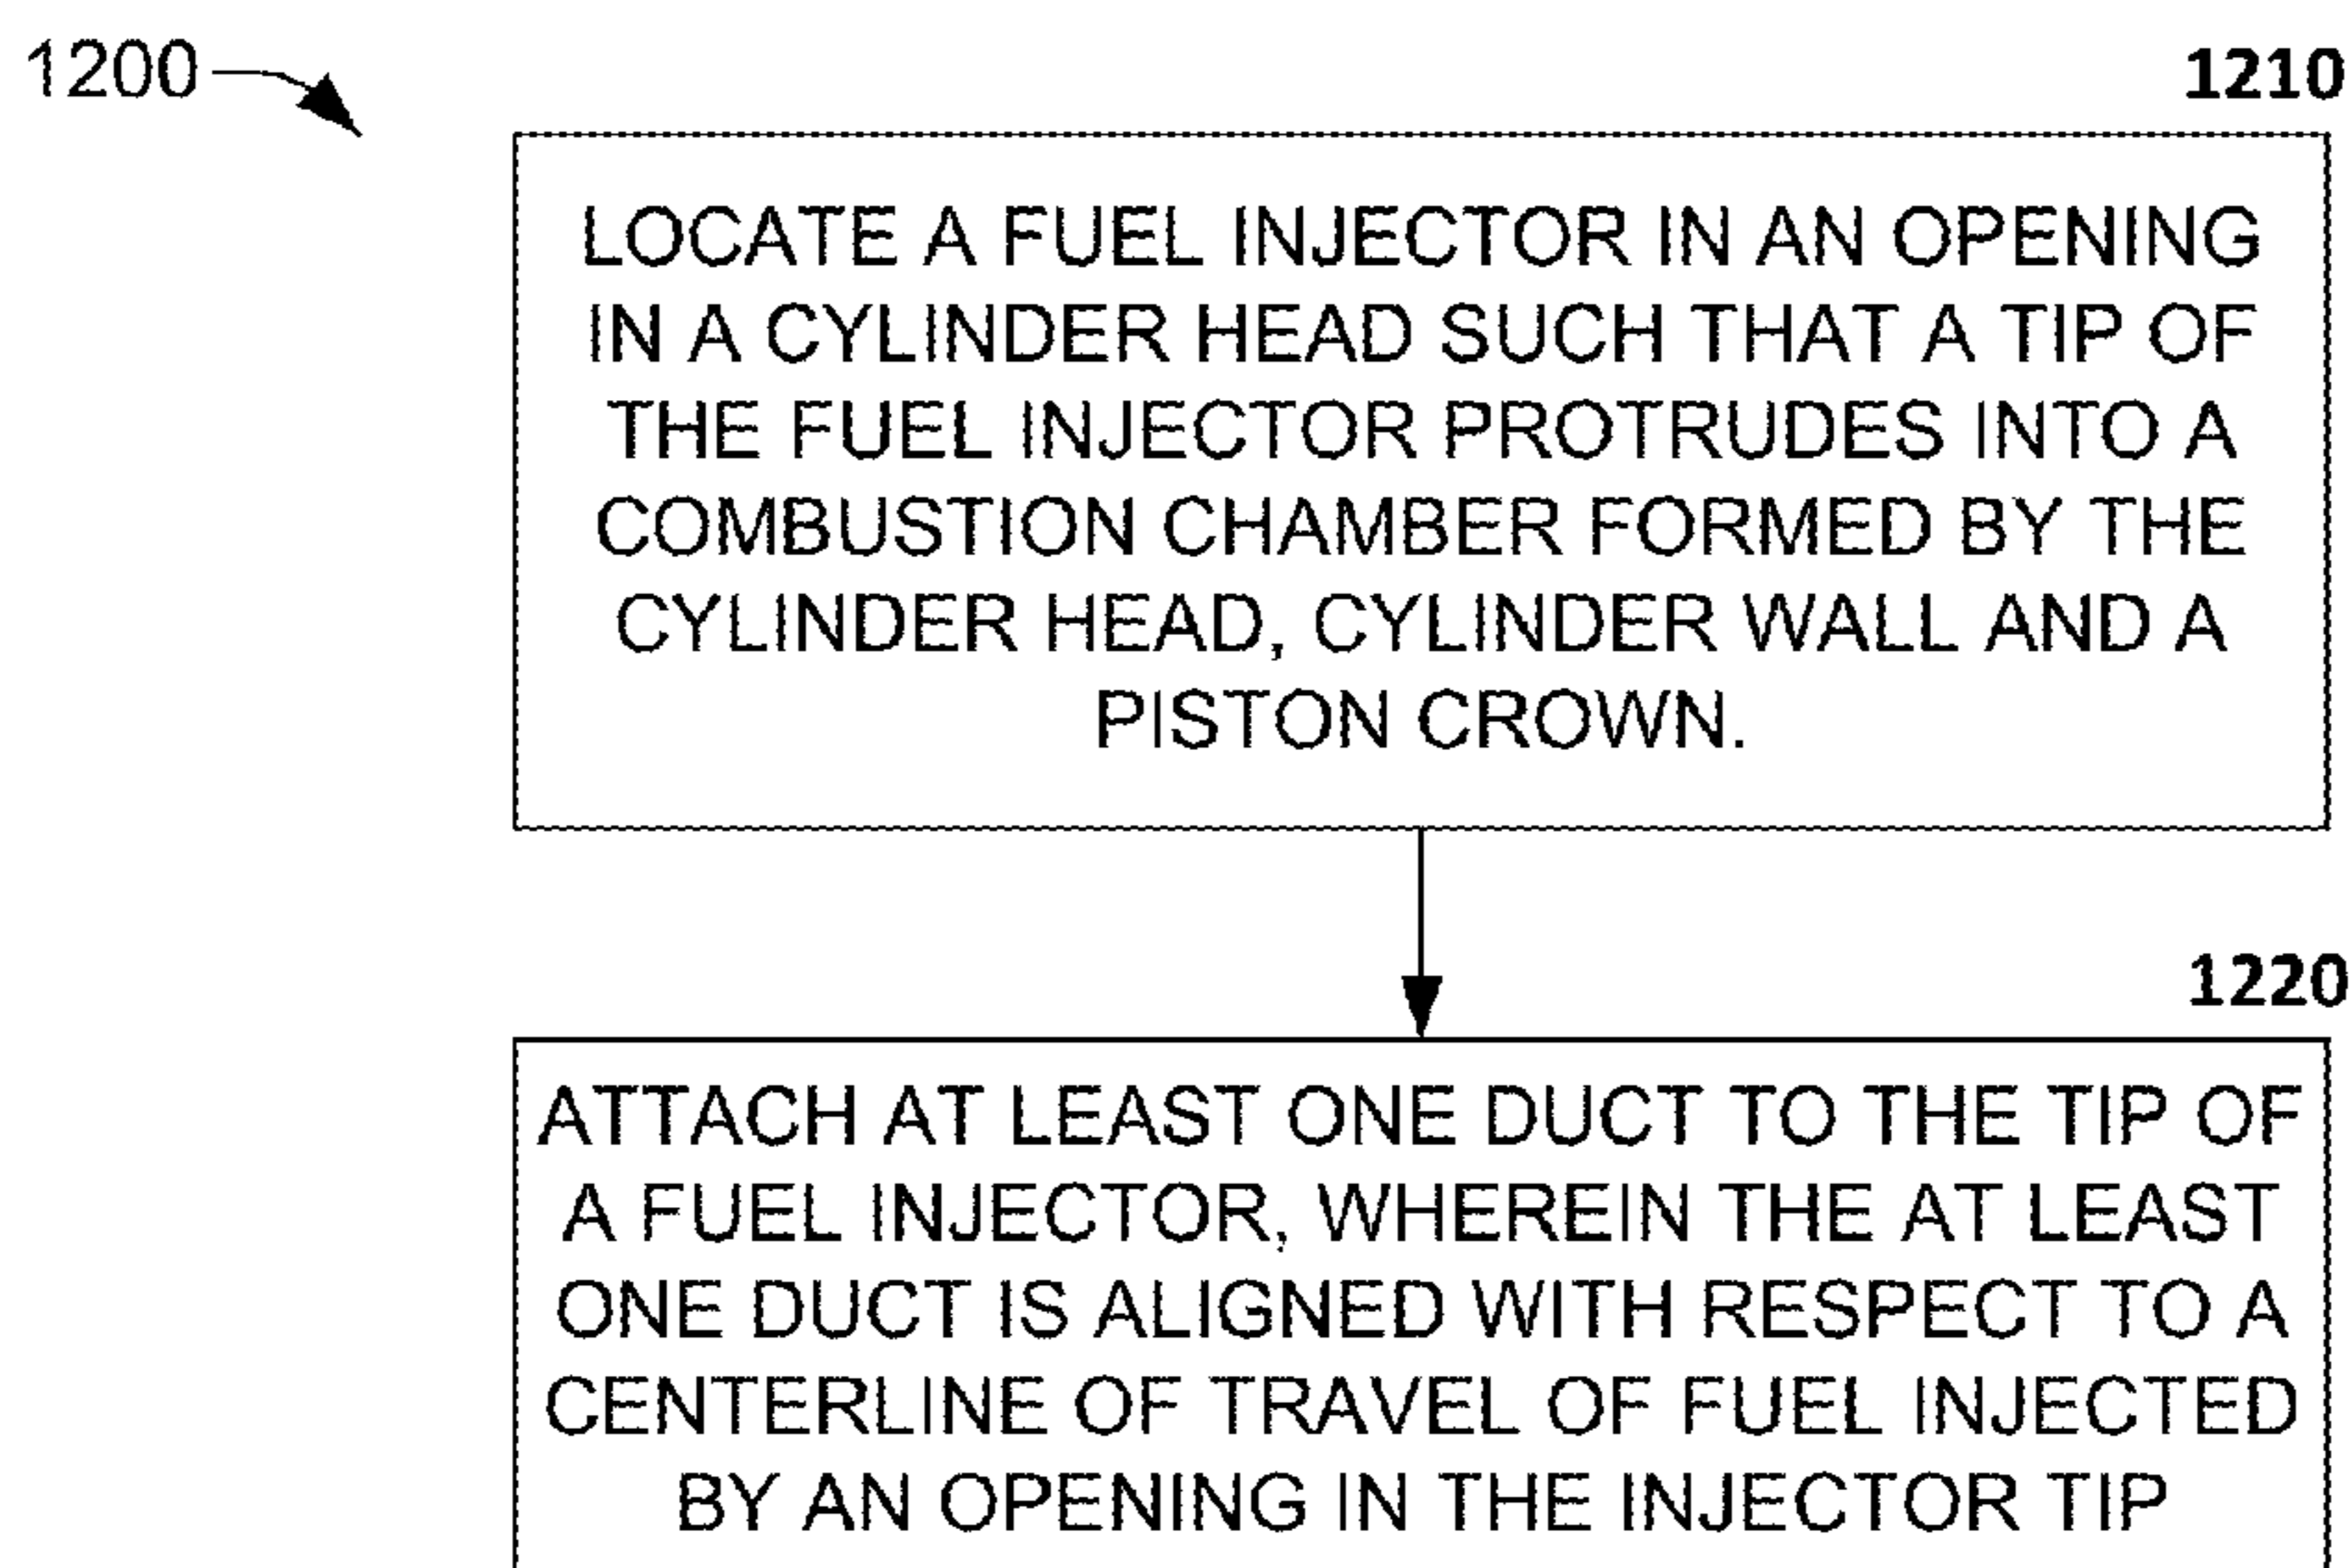 1200
1210
LOCATE A FUEL INJECTOR IN AN OPENING
IN A CYLINDER HEAD SUCH THAT A TIP OF
THE FUEL INJECTOR PROTRUDES INTO A
COMBUSTION CHAMBER FORMED BY THE
CYLINDER HEAD, CYLINDER WALL AND A
PISTON CROWN.
1220
ATTACH AT LEAST ONE DUCT TO THE TIP OF
A FUEL INJECTOR, WHEREIN THE AT LEAST
ONE DUCT IS ALIGNED WITH RESPECT TO A
CENTERLINE OF TRAVEL OF FUEL INJECTED
BY AN OPENING IN THE INJECTOR TIP